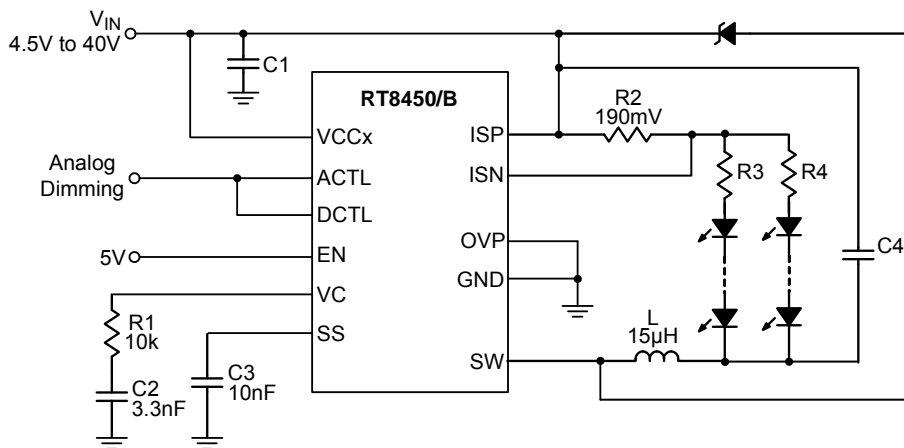 VIN
4.5V to 40V
C1
RT8450/B
R2
190mV
VCCx
ISP
Analog
Dimming
ACTL
ISN
R3
R4
DCTL
OVP
C4
5V
EN
GND
VC
R1
10k
SS
L
15µH
SW
C2
3.3nF
C3
10nF